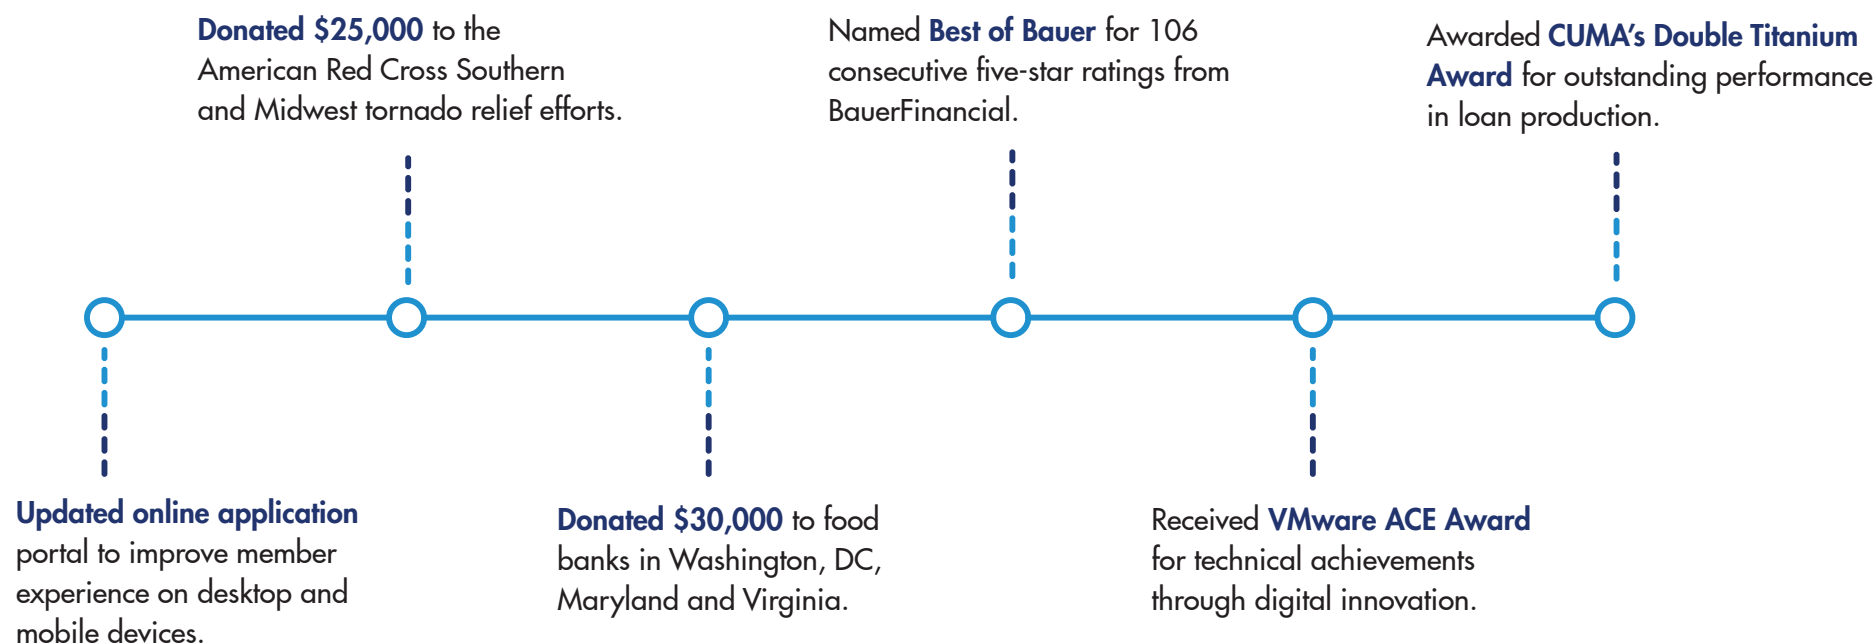 Donated $25,000 to the
American Red Cross Southern
and Midwest tornado relief efforts.
Named Best of Bauer for 106
consecutive five-star ratings from
BauerFinancial.
Awarded CUMA’s Double Titanium
Award for outstanding performance
in loan production.
Updated online application
portal to improve member
experience on desktop and
mobile devices.
Donated $30,000 to food
banks in Washington, DC,
Maryland and Virginia.
Received VMware ACE Award
for technical achievements
through digital innovation.